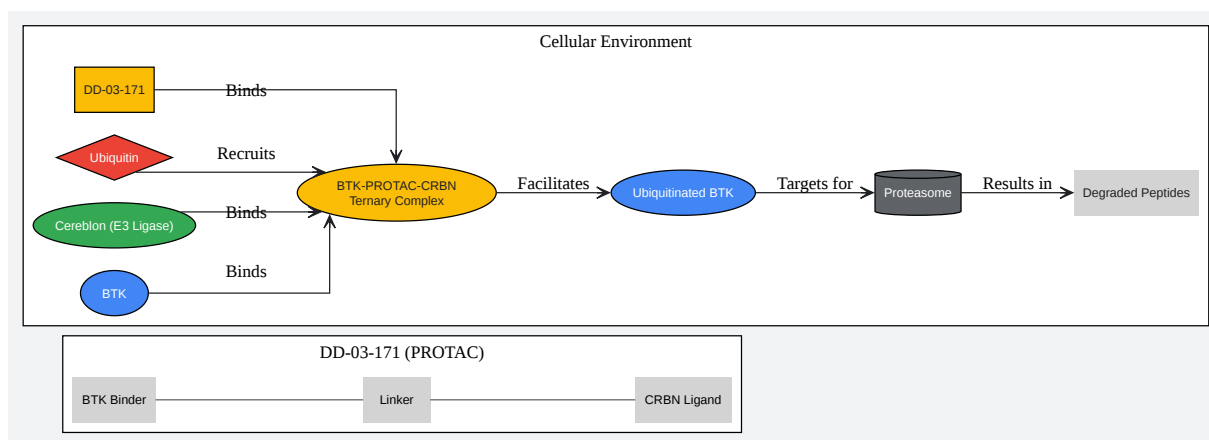 Cellular Environment
DD-03-171
Binds
Ubiquitin
Recruits
Cereblon (E3 Ligase)
Binds
BTK
Binds
BTK-PROTAC-CRBN
Ternary Complex
Facilitates
Ubiquitinated BTK
Targets for
Proteasome
Results in
Degraded Peptides
DD-03-171 (PROTAC)
BTK Binder
Linker
CRBN Ligand